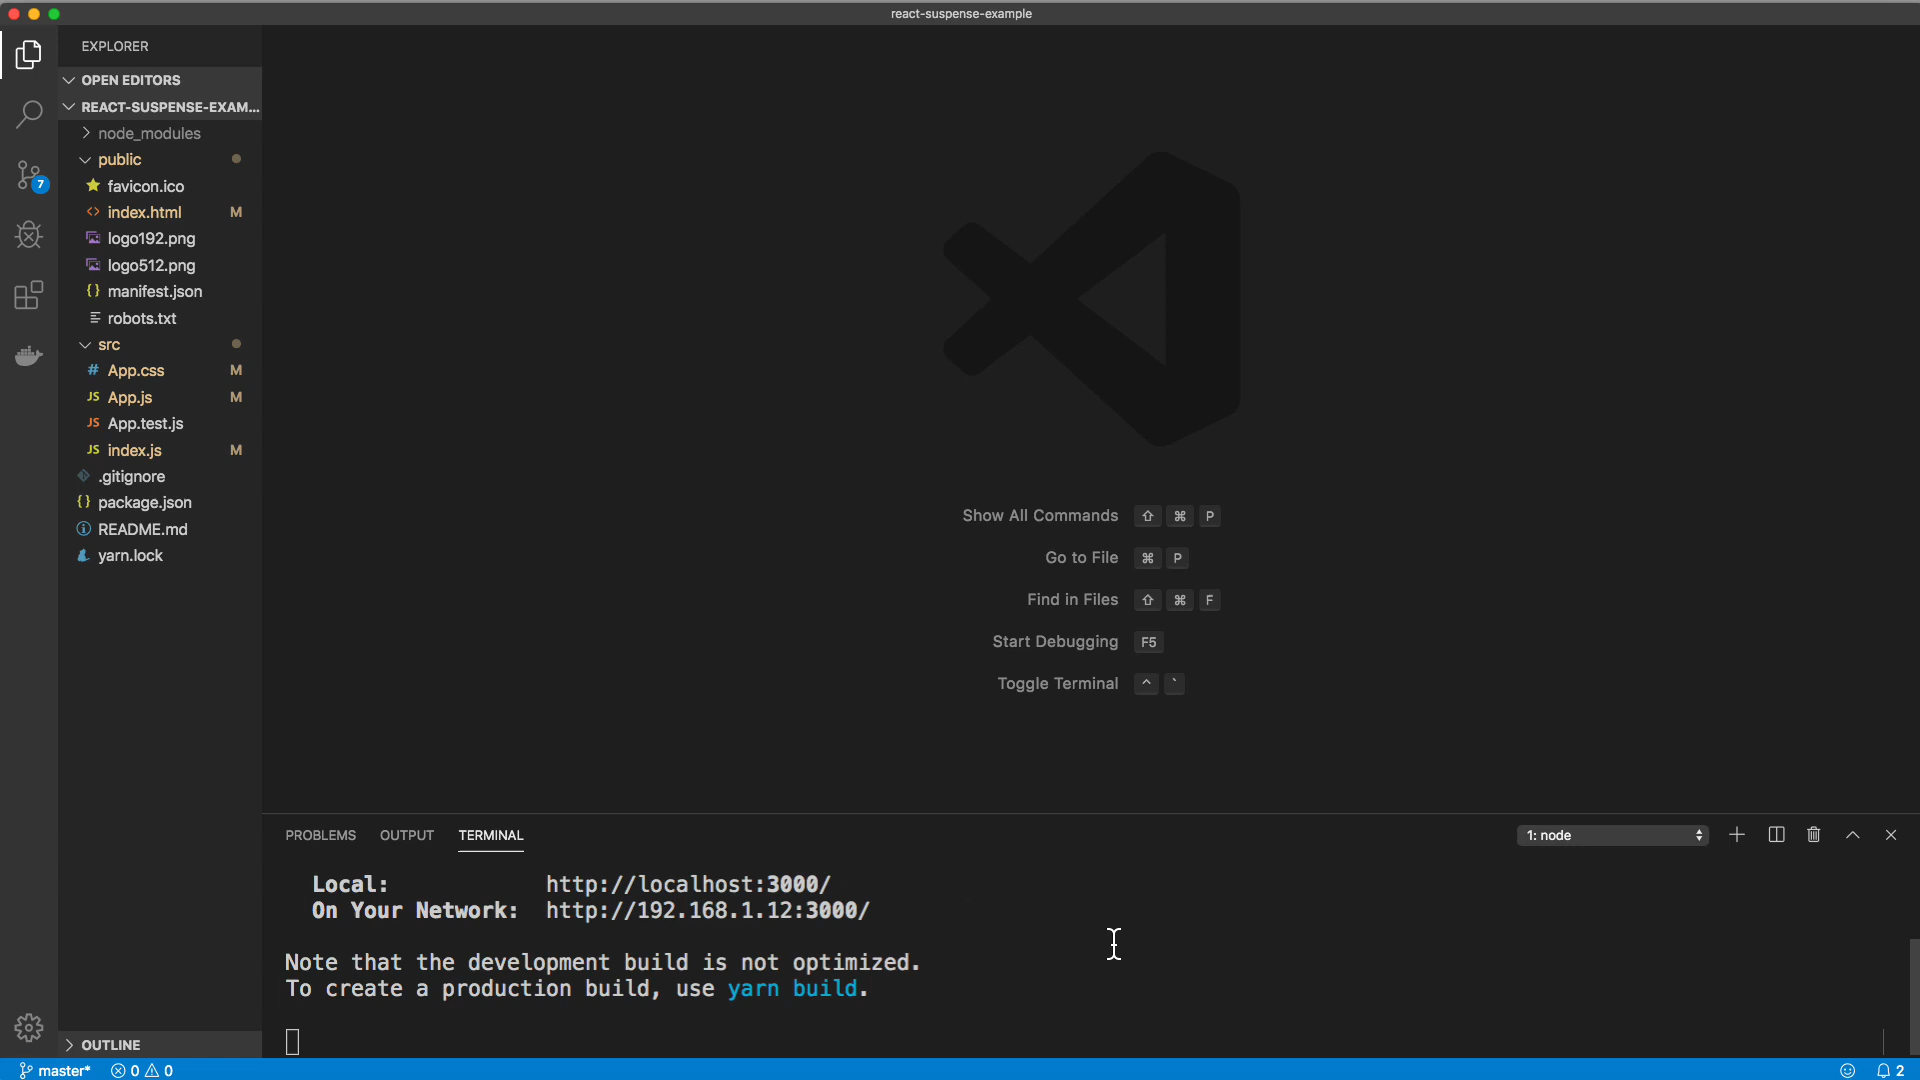 react-suspense-example
EXPLORER
OPEN EDITORS
REACT-SUSPENSE-EXAM...
node_modules
public
favicon.ico
index.html M
logo192.png
logo512.png
manifest.json
robots.txt
src
App.css M
App.js M
App.test.js
index.js M
.gitignore
package.json
README.md
yarn.lock
OUTLINE
7
Show All Commands ⇧ ⌘ P
Go to File ⌘ P
Find in Files ⇧ ⌘ F
Start Debugging F5
Toggle Terminal ^ `
PROBLEMS OUTPUT TERMINAL 1: node
Local: http://localhost:3000/
On Your Network: http://192.168.1.12:3000/
Note that the development build is not optimized.
To create a production build, use yarn build.
master* 0 0 2